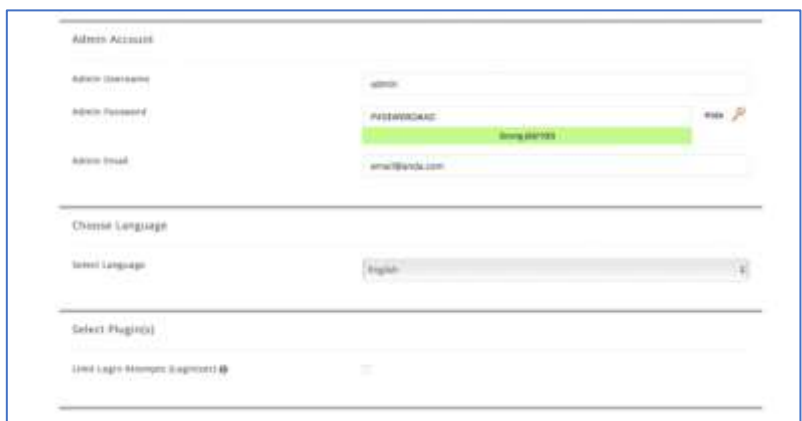 Admin Account
Admin Username
admin
Admin Password
Hide
Admin Email
email@anda.com
Choose Language
Select Language
English
Select Plugin(s)
Limit Login Attempts (Loginizer)